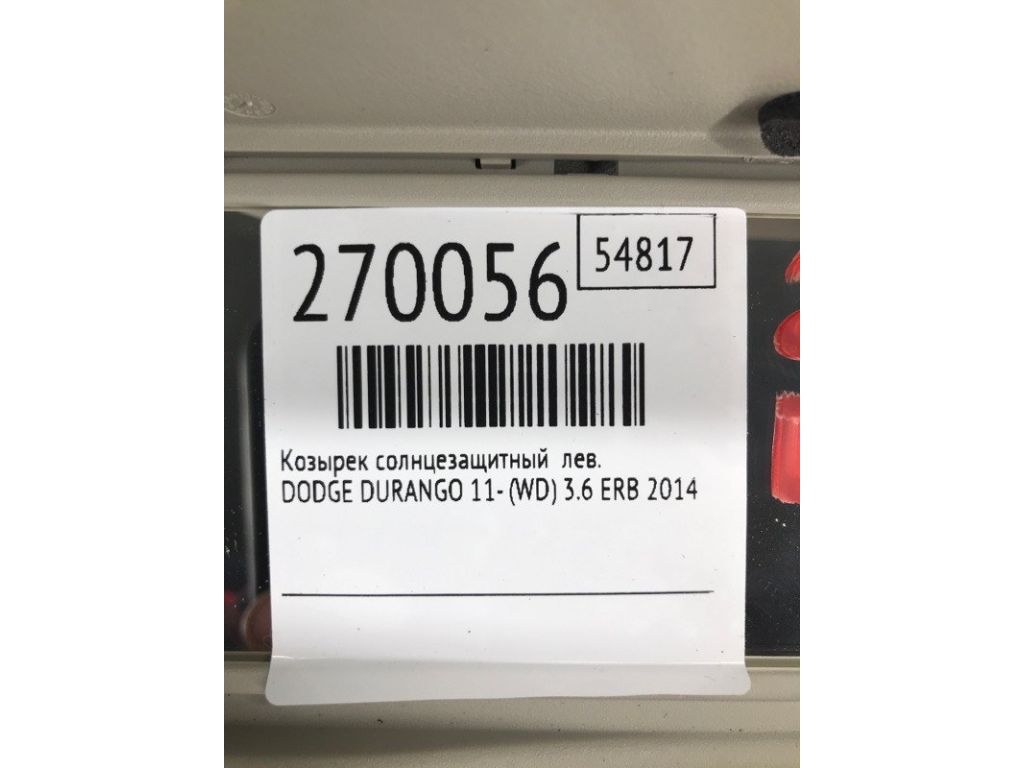 270056
54817
Козырек солнцезащитный лев.
DODGE DURANGO 11- (WD) 3.6 ERB 2014